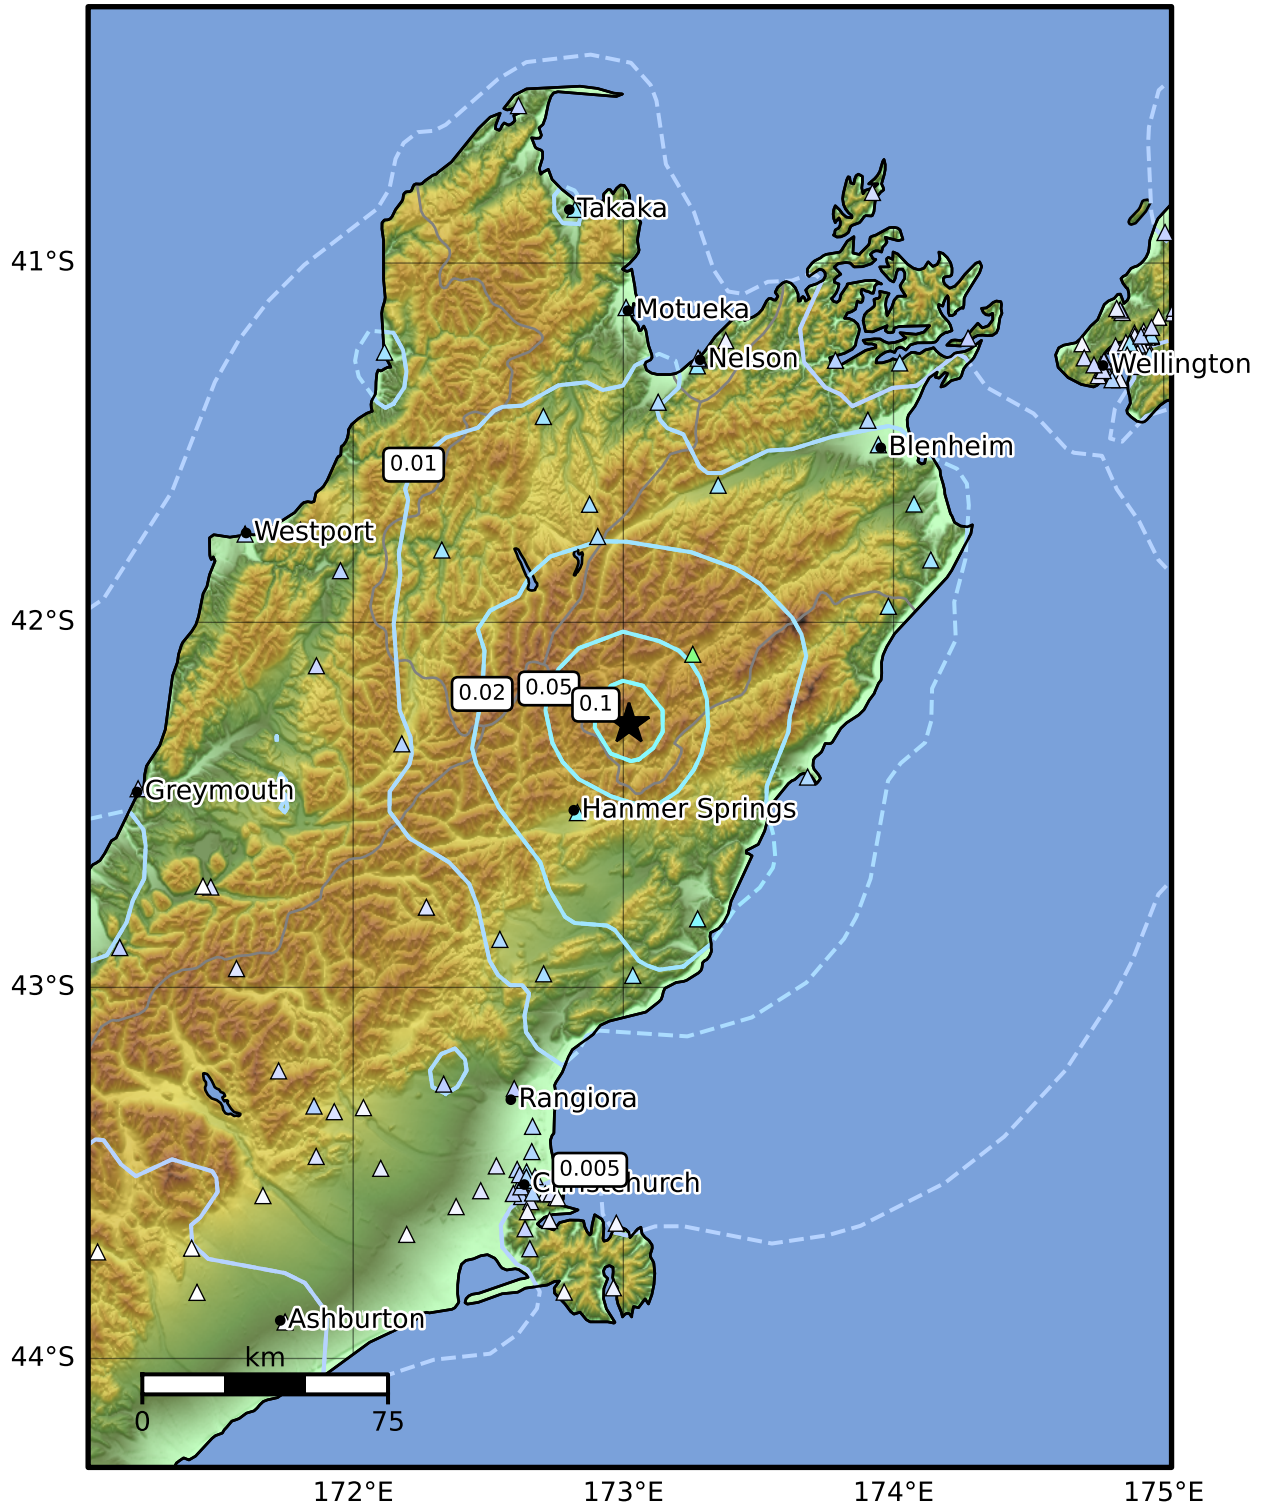 Takaka
41°S
Motueka
Nelson
Wellington
Blenheim
0.01
Westport
42°S
0.02
0.05
0.1
Greymouth
Hanmer Springs
43°S
Rangiora
0.005
Christchurch
Ashburton
44°S
km
0
75
172°E
173°E
174°E
175°E